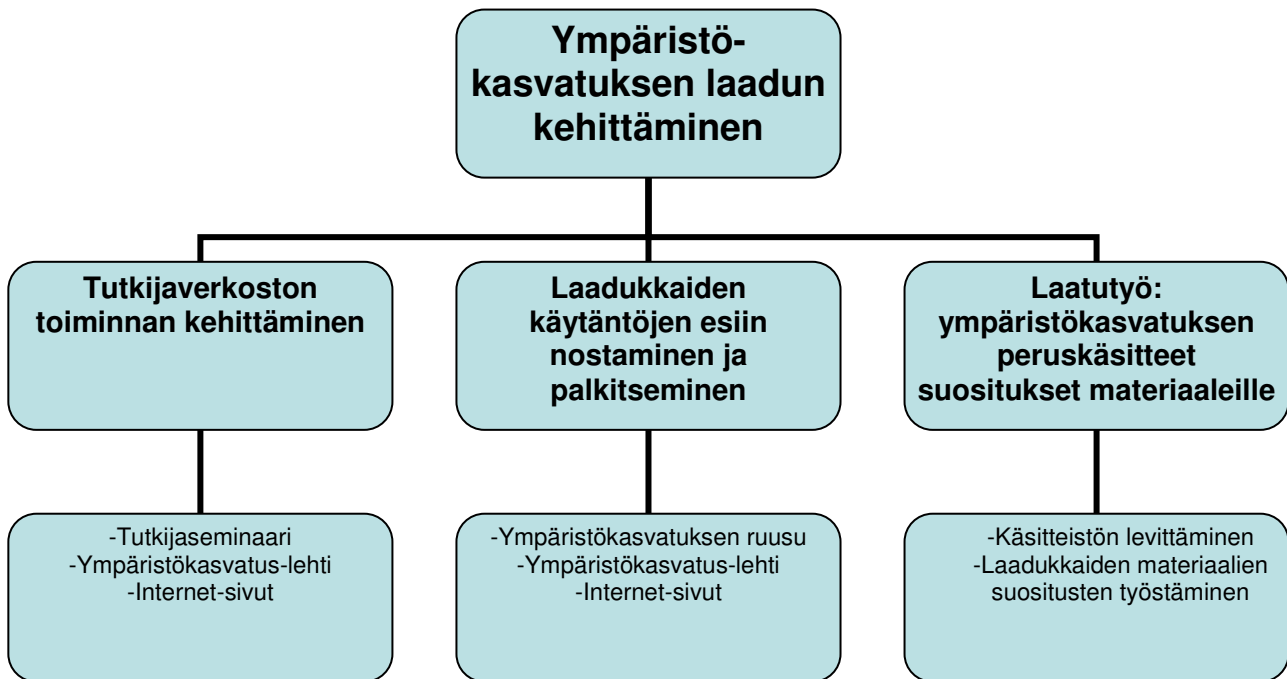 Ympäristö-
kasvatuksen laadun
kehittäminen
Tutkijaverkoston
toiminnan kehittäminen
Laadukkaiden
käytäntöjen esiin
nostaminen ja
palkitseminen
Laatutyö:
ympäristökasvatuksen
peruskäsitteet
suositukset materiaaleille
-Tutkijaseminaari
-Ympäristökasvatus-lehti
-Internet-sivut
-Ympäristökasvatuksen ruusu
-Ympäristökasvatus-lehti
-Internet-sivut
-Käsitteistön levittäminen
-Laadukkaiden materiaalien
suositusten työstäminen